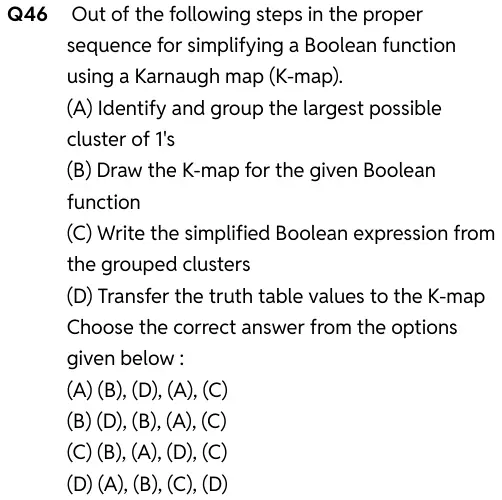 Q46 Out of the following steps in the proper
sequence for simplifying a Boolean function
using a Karnaugh map (K-map).
(A) Identify and group the largest possible
cluster of 1's
(B) Draw the K-map for the given Boolean
function
(C) Write the simplified Boolean expression from
the grouped clusters
(D) Transfer the truth table values to the K-map
Choose the correct answer from the options
given below :
(A) (B), (D), (A), (C)
(B) (D), (B), (A), (C)
(C) (B), (A), (D), (C)
(D) (A), (B), (C), (D)